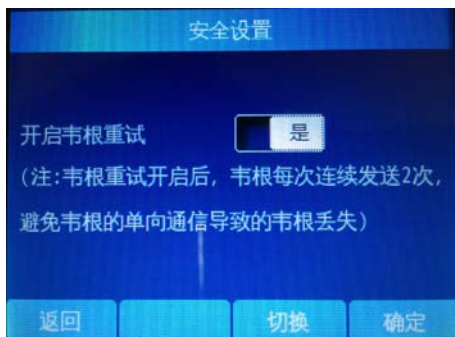 安全设置
开启韦根重试 是
(注:韦根重试开启后，韦根每次连续发送2次，
避免韦根的单向通信导致的韦根丢失)
返回 切换 确定